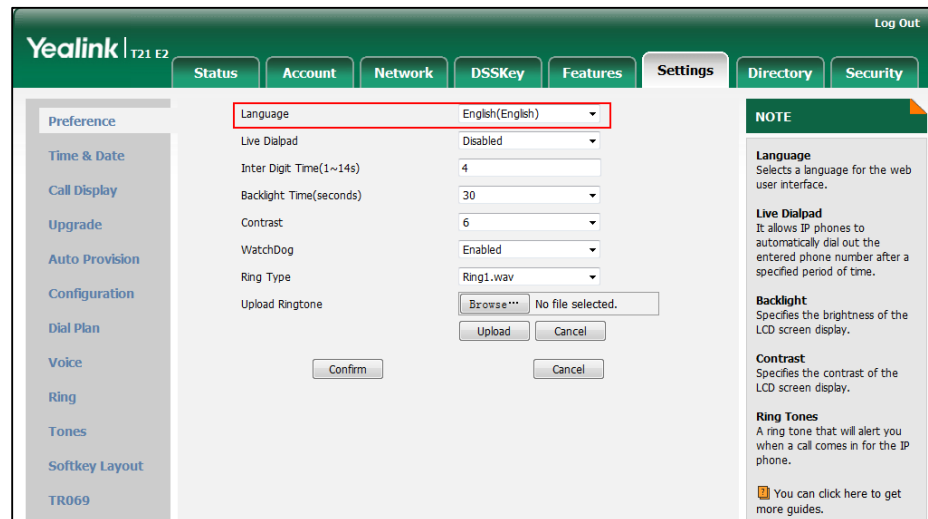 Log Out
Yealink T21 E2
Status Account Network DSSKey Features Settings Directory Security
Preference
Time & Date
Call Display
Upgrade
Auto Provision
Configuration
Dial Plan
Voice
Ring
Tones
Softkey Layout
TR069
Language English(English)
Live Dialpad Disabled
Inter Digit Time(1~14s) 4
Backlight Time(seconds) 30
Contrast 6
WatchDog Enabled
Ring Type Ring1.wav
Upload Ringtone Browse··· No file selected.
Upload Cancel
Confirm Cancel
NOTE
Language
Selects a language for the web
user interface.
Live Dialpad
It allows IP phones to
automatically dial out the
entered phone number after a
specified period of time.
Backlight
Specifies the brightness of the
LCD screen display.
Contrast
Specifies the contrast of the
LCD screen display.
Ring Tones
A ring tone that will alert you
when a call comes in for the IP
phone.
You can click here to get
more guides.